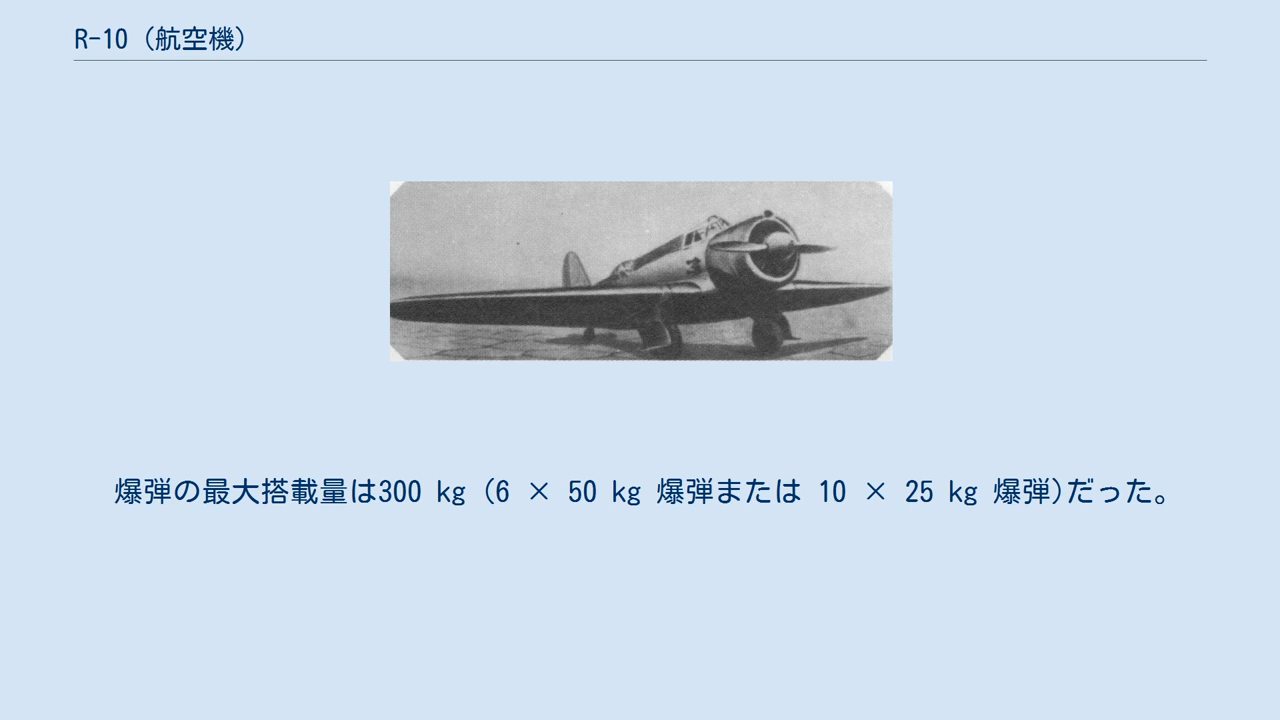 R-10（航空機）
爆弾の最大搭載量は300 kg (6 × 50 kg 爆弾または 10 × 25 kg 爆弾)だった。